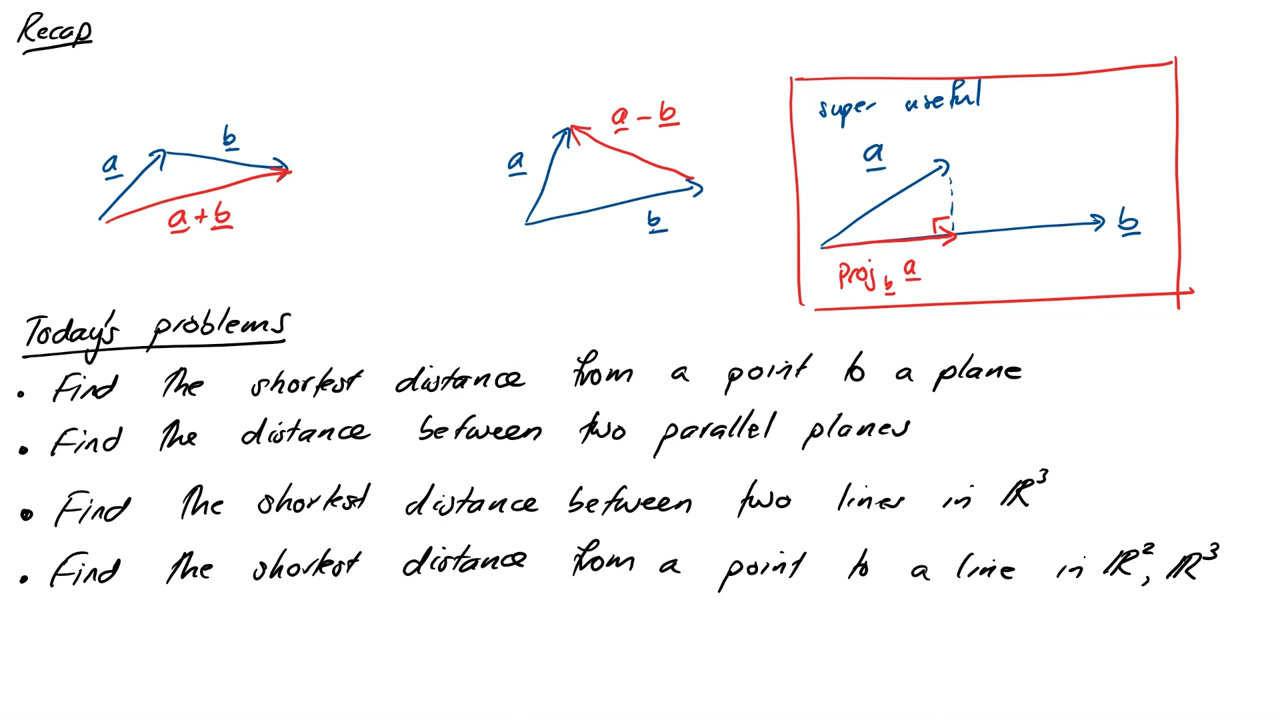 Recap
a
b
a + b
a
a - b
b
super useful
a
b
Proj_b a
Today's problems
• Find the shortest distance from a point to a plane
• Find the distance between two parallel planes
• Find the shortest distance between two lines in ℝ³
• Find the shortest distance from a point to a line in ℝ², ℝ³